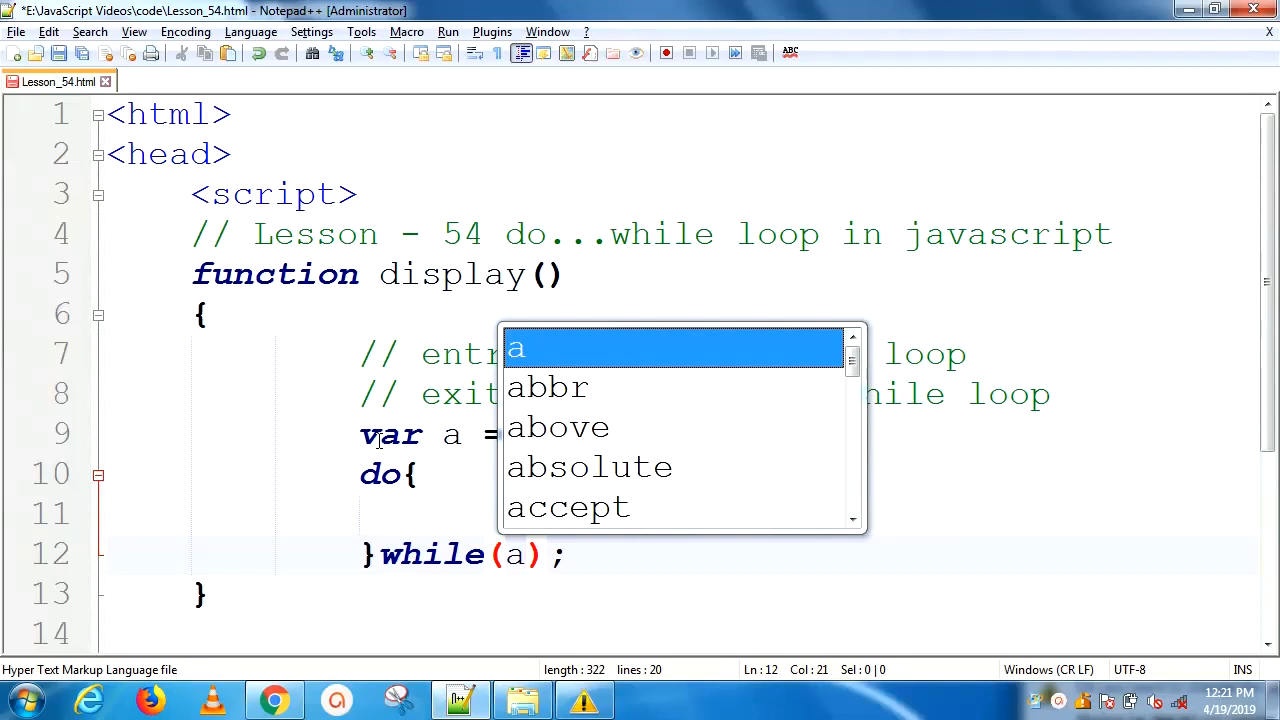 *E:\JavaScript Videos\code\Lesson_54.html - Notepad++ [Administrator]
File Edit Search View Encoding Language Settings Tools Macro Run Plugins Window ? X
ABC
Lesson_54.html
1 <html>
2 <head>
3 <script>
4 // Lesson - 54 do...while loop in javascript
5 function display()
6 {
7 // entr loop
8 // exit hile loop
9 var a =
10 do{
11
12 }while(a);
13 }
14
a
abbr
above
absolute
accept
Hyper Text Markup Language file length : 322 lines : 20 Ln : 12 Col : 21 Sel : 0 | 0 Windows (CR LF) UTF-8 INS
12:21 PM
4/19/2019